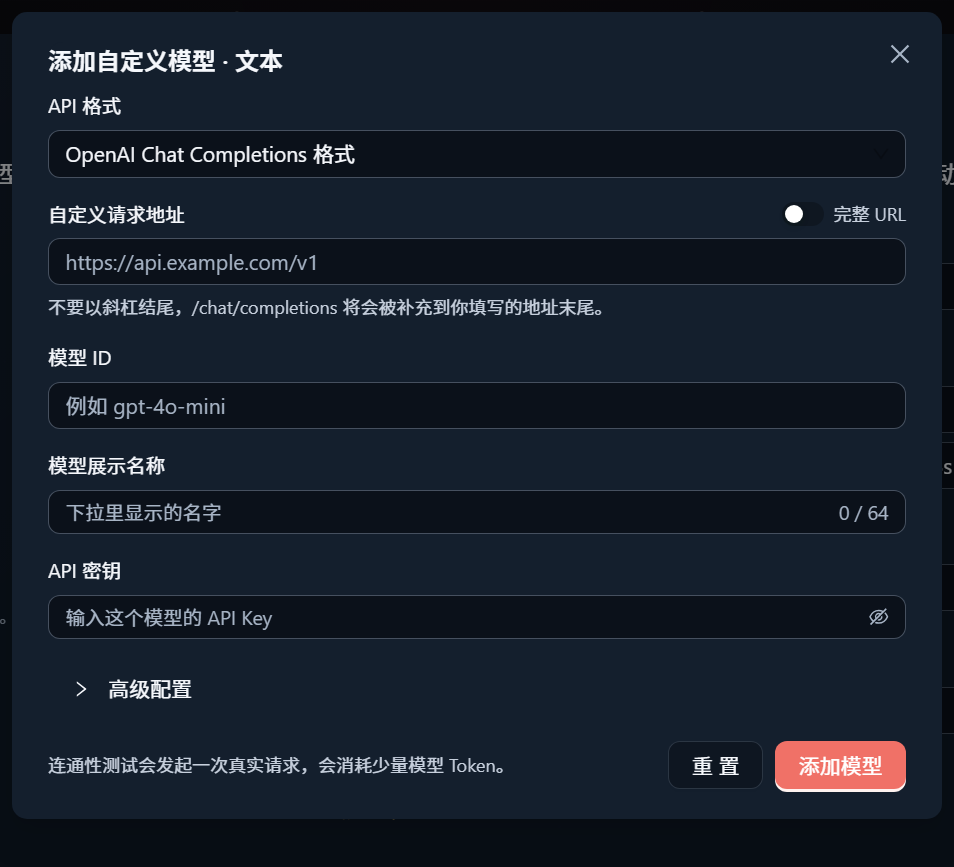 添加自定义模型 · 文本
API 格式
OpenAI Chat Completions 格式
自定义请求地址
完整 URL
https://api.example.com/v1
不要以斜杠结尾，/chat/completions 将会被补充到你填写的地址末尾。
模型 ID
例如 gpt-4o-mini
模型展示名称
下拉里显示的名字
0 / 64
API 密钥
输入这个模型的 API Key
高级配置
连通性测试会发起一次真实请求，会消耗少量模型 Token。
重 置
添加模型